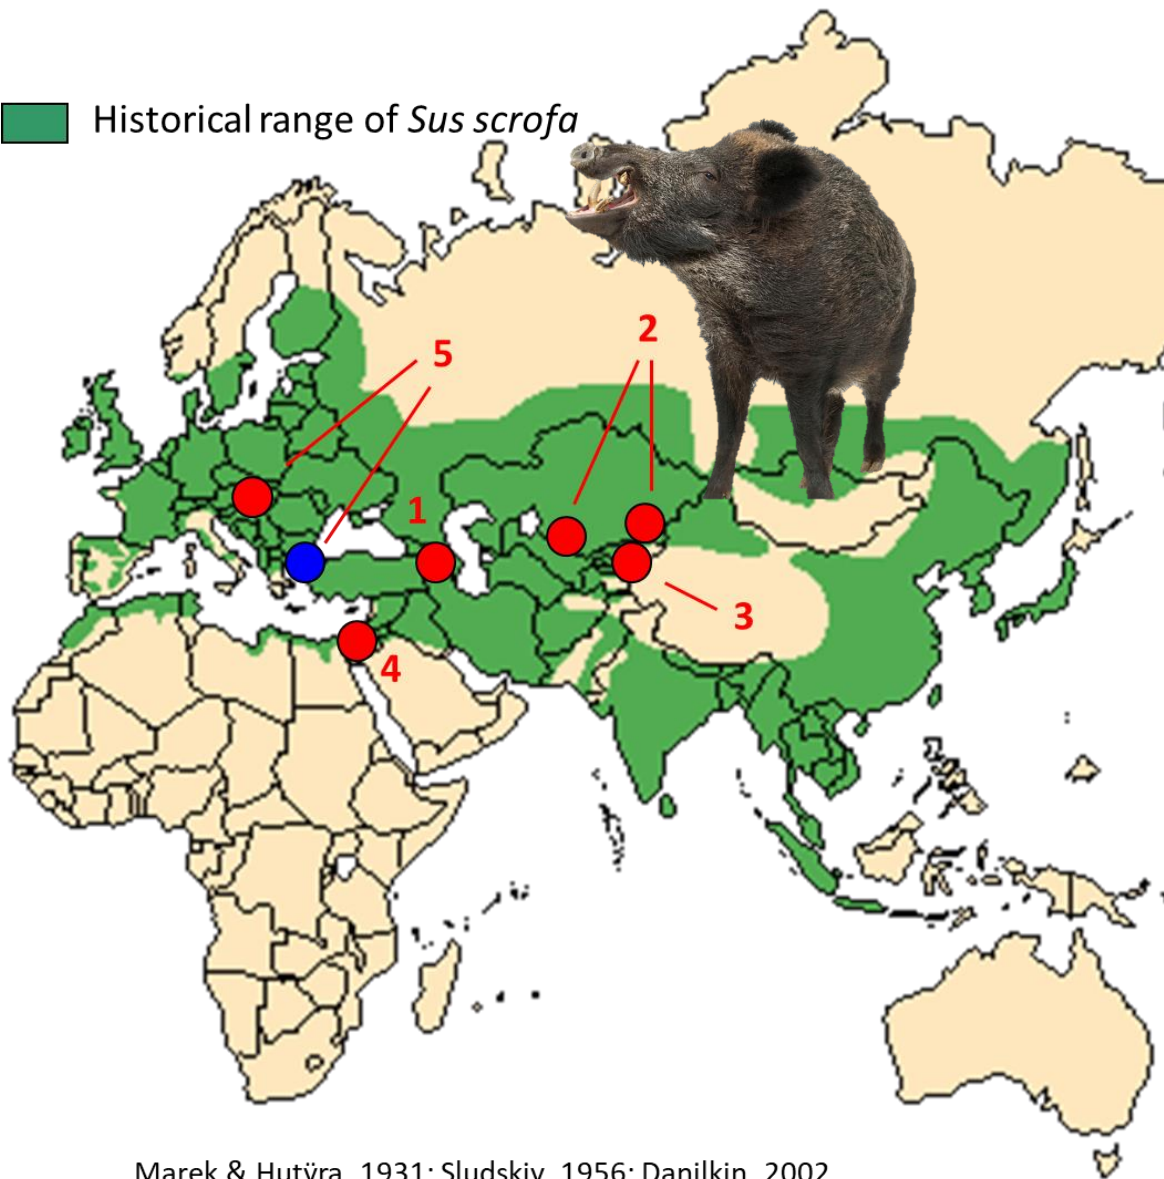 Historical range of Sus scrofa
2
5
1
3
4
Marek & Hutÿra, 1931; Sludskiy, 1956; Danilkin, 2002